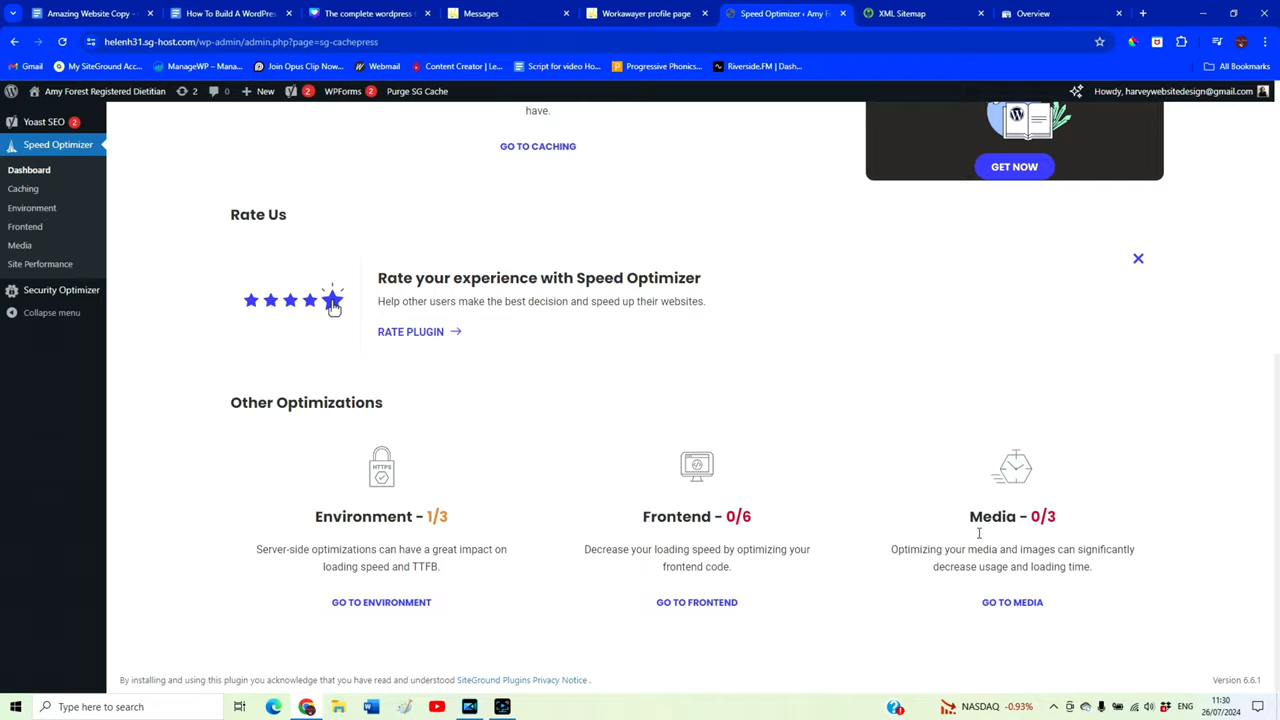 Amazing Website Copy -
How To Build A WordPres
The complete wordpress
Messages
Workawayer profile page
Speed Optimizer ‹ Amy F
XML Sitemap
Overview
helenh31.sg-host.com/wp-admin/admin.php?page=sg-cachepress
Gmail
My SiteGround Acc...
ManageWP – Mana...
Join Opus Clip Now...
Webmail
Content Creator | Le...
Script for video Ho...
Progressive Phonics...
Riverside.FM | Dash...
All Bookmarks
Amy Forest Registered Dietitian
2
0
New
2
WPForms 2
Purge SG Cache
Howdy, harveywebsitedesign@gmail.com
Yoast SEO 2
Speed Optimizer
Dashboard
Caching
Environment
Frontend
Media
Site Performance
Security Optimizer
Collapse menu
have.
GO TO CACHING
GET NOW
Rate Us
Rate your experience with Speed Optimizer
Help other users make the best decision and speed up their websites.
RATE PLUGIN
Other Optimizations
HTTPS
Environment - 1/3
Server-side optimizations can have a great impact on
loading speed and TTFB.
GO TO ENVIRONMENT
Frontend - 0/6
Decrease your loading speed by optimizing your
frontend code.
GO TO FRONTEND
Media - 0/3
Optimizing your media and images can significantly
decrease usage and loading time.
GO TO MEDIA
By installing and using this plugin you acknowledge that you have read and understood SiteGround Plugins Privacy Notice .
Version 6.6.1
Type here to search
NASDAQ -0.93%
ENG
11:30
26/07/2024